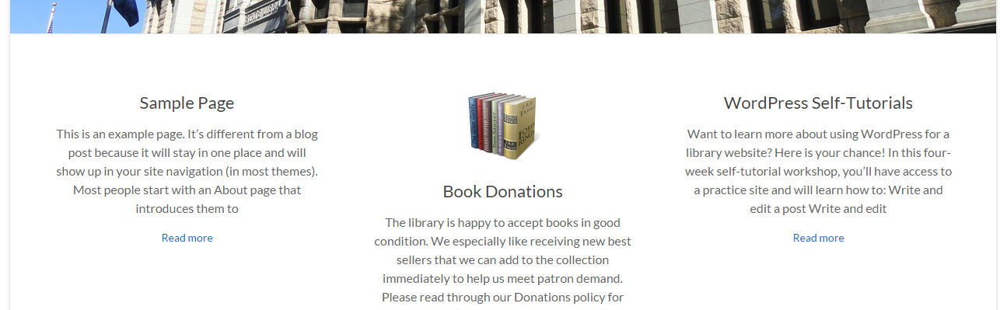 STATE LIBRARY
Sample Page
This is an example page. It’s different from a blog
post because it will stay in one place and will
show up in your site navigation (in most themes).
Most people start with an About page that
introduces them to
Read more
LORD
RINGS
Book Donations
The library is happy to accept books in good
condition. We especially like receiving new best
sellers that we can add to the collection
immediately to help us meet patron demand.
Please read through our Donations policy for
WordPress Self-Tutorials
Want to learn more about using WordPress for a
library website? Here is your chance! In this four-
week self-tutorial workshop, you’ll have access to
a practice site and will learn how to: Write and
edit a post Write and edit
Read more